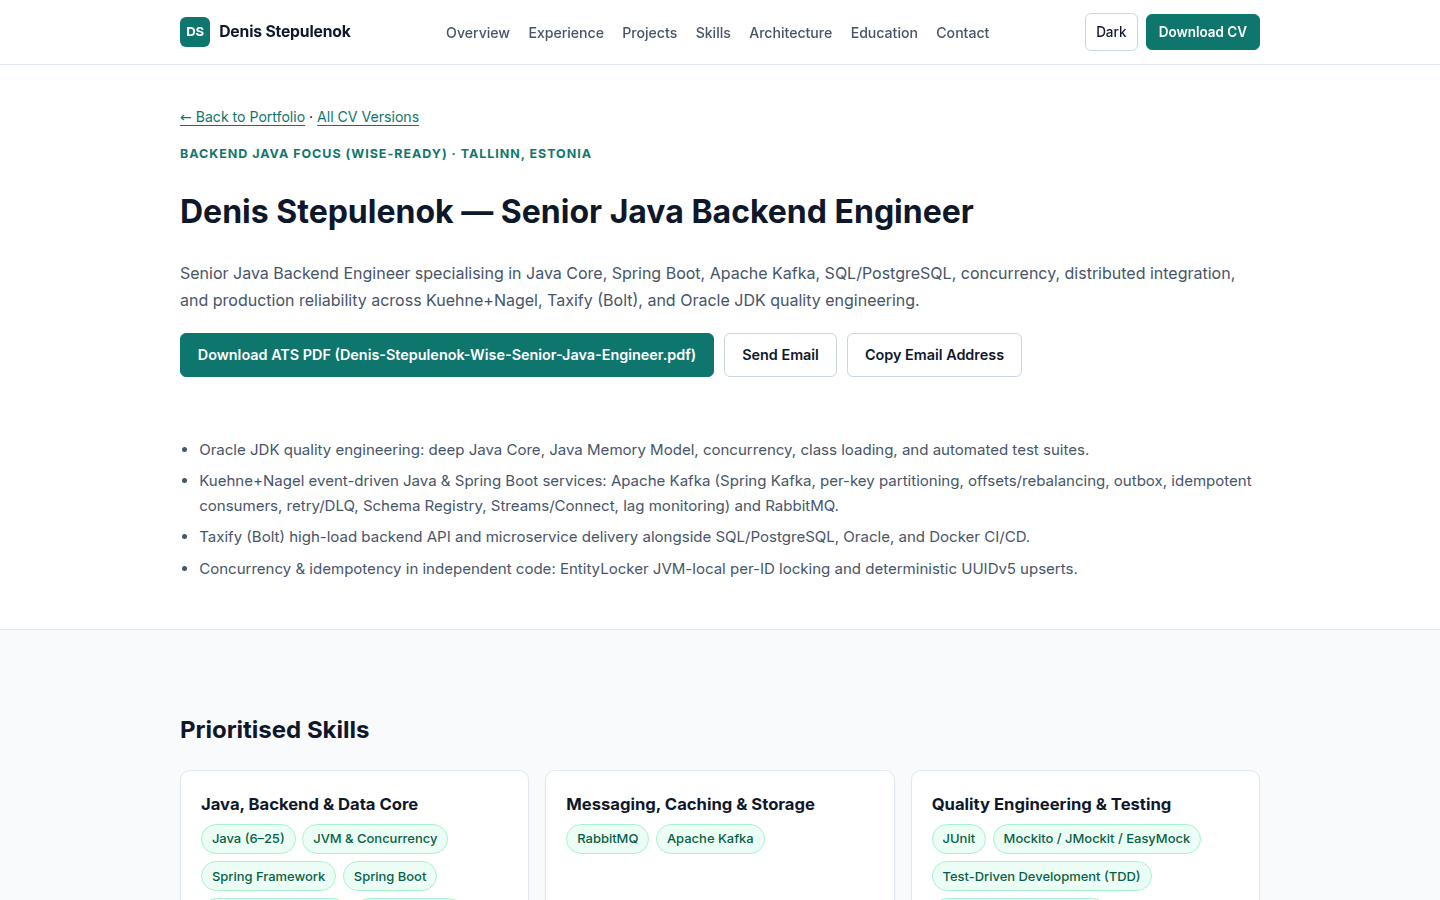 DS Denis Stepulenok Overview Experience Projects Skills Architecture Education Contact Dark Download CV
← Back to Portfolio · All CV Versions
BACKEND JAVA FOCUS (WISE-READY) · TALLINN, ESTONIA
Denis Stepulenok — Senior Java Backend Engineer
Senior Java Backend Engineer specialising in Java Core, Spring Boot, Apache Kafka, SQL/PostgreSQL, concurrency, distributed integration,
and production reliability across Kuehne+Nagel, Taxify (Bolt), and Oracle JDK quality engineering.
Download ATS PDF (Denis-Stepulenok-Wise-Senior-Java-Engineer.pdf) Send Email Copy Email Address
• Oracle JDK quality engineering: deep Java Core, Java Memory Model, concurrency, class loading, and automated test suites.
• Kuehne+Nagel event-driven Java & Spring Boot services: Apache Kafka (Spring Kafka, per-key partitioning, offsets/rebalancing, outbox, idempotent
consumers, retry/DLQ, Schema Registry, Streams/Connect, lag monitoring) and RabbitMQ.
• Taxify (Bolt) high-load backend API and microservice delivery alongside SQL/PostgreSQL, Oracle, and Docker CI/CD.
• Concurrency & idempotency in independent code: EntityLocker JVM-local per-ID locking and deterministic UUIDv5 upserts.
Prioritised Skills
Java, Backend & Data Core
Java (6–25) JVM & Concurrency
Spring Framework Spring Boot
Messaging, Caching & Storage
RabbitMQ Apache Kafka
Quality Engineering & Testing
JUnit Mockito / JMockit / EasyMock
Test-Driven Development (TDD)